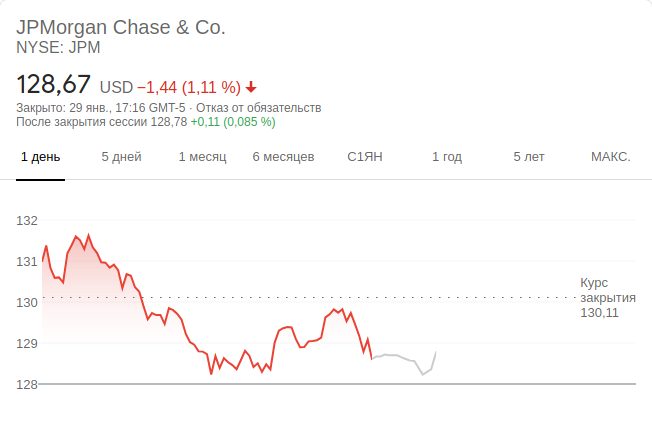 JPMorgan Chase & Co.
NYSE: JPM
128,67 USD −1,44 (1,11 %)
Закрыто: 29 янв., 17:16 GMT-5 · Отказ от обязательств
После закрытия сессии 128,78 +0,11 (0,085 %)
1 день 5 дней 1 месяц 6 месяцев С1ЯН 1 год 5 лет МАКС.
132
131
130
129
128
Курс
закрытия
130,11